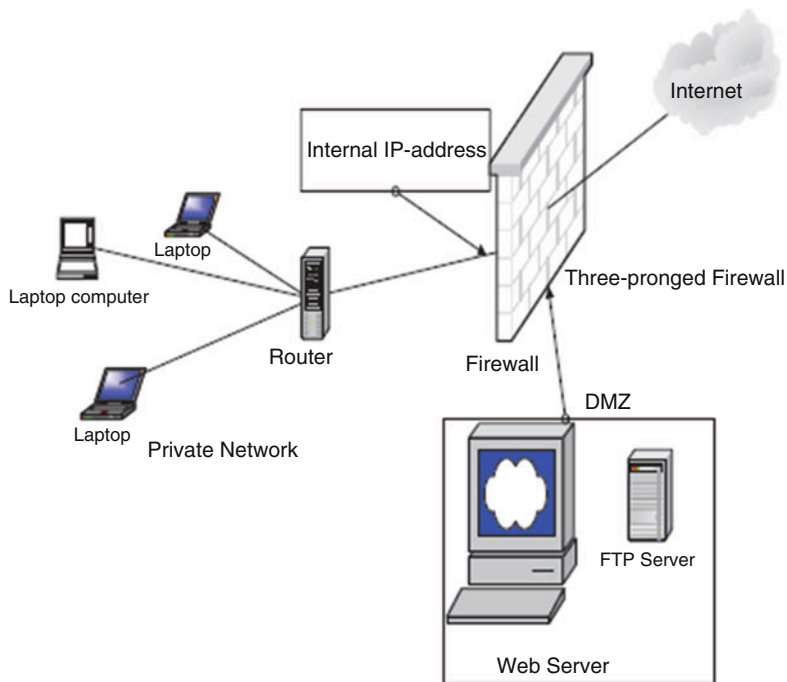 Internet
Internal IP-address
Laptop
Laptop computer
Three-pronged Firewall
Router
Firewall
DMZ
Laptop
Private Network
FTP Server
Web Server